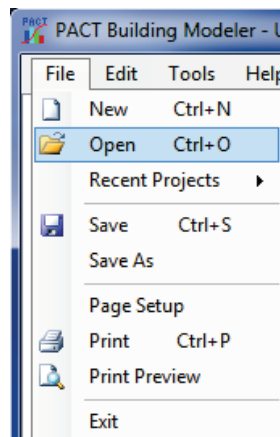 PACT PACT Building Modeler -
File Edit Tools Help
New Ctrl+N
Open Ctrl+O
Recent Projects
Save Ctrl+S
Save As
Page Setup
Print Ctrl+P
Print Preview
Exit